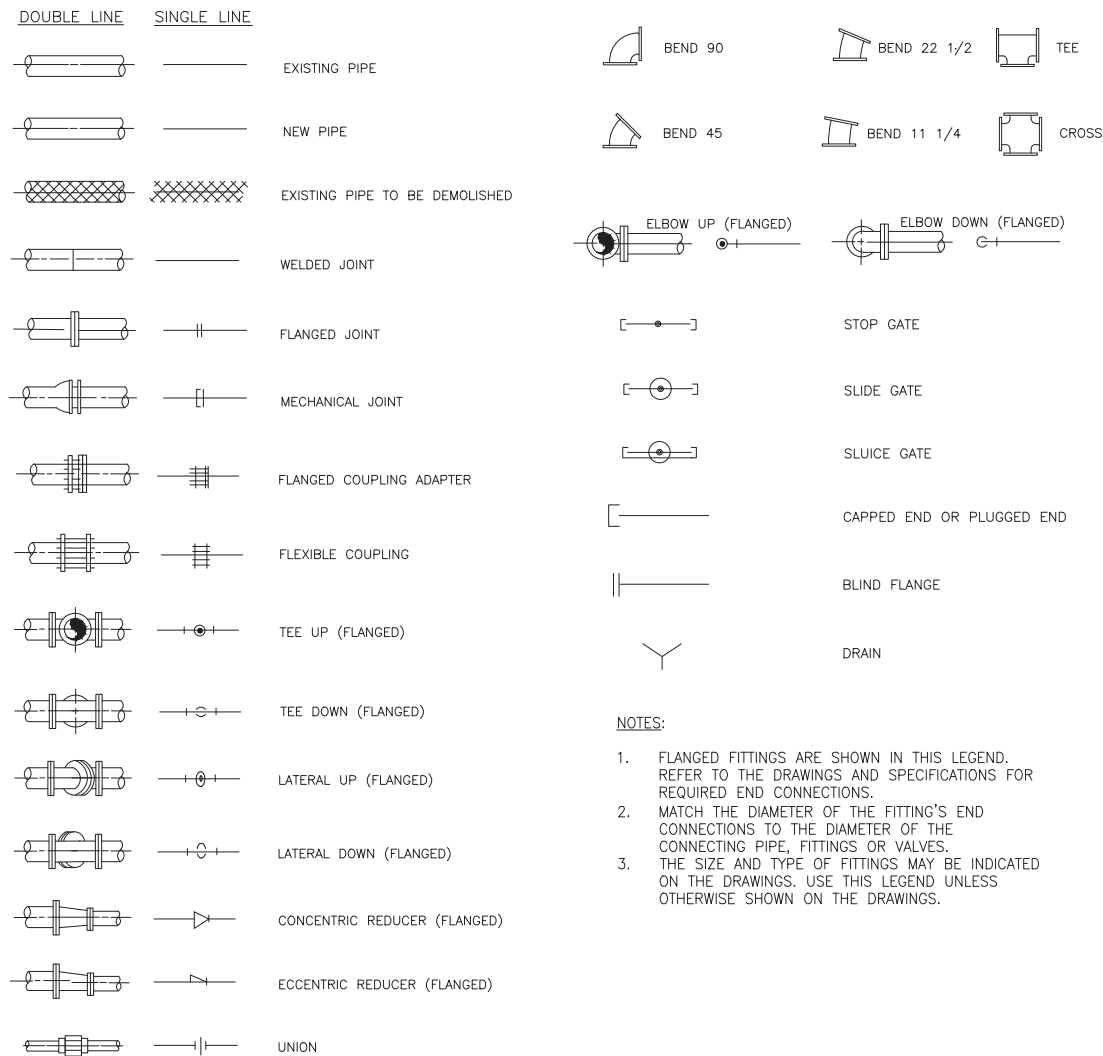 DOUBLE LINE
SINGLE LINE
EXISTING PIPE
NEW PIPE
EXISTING PIPE TO BE DEMOLISHED
WELDED JOINT
FLANGED JOINT
MECHANICAL JOINT
FLANGED COUPLING ADAPTER
FLEXIBLE COUPLING
TEE UP (FLANGED)
TEE DOWN (FLANGED)
LATERAL UP (FLANGED)
LATERAL DOWN (FLANGED)
CONCENTRIC REDUCER (FLANGED)
ECCENTRIC REDUCER (FLANGED)
UNION
BEND 90
BEND 22 1/2
TEE
BEND 45
BEND 11 1/4
CROSS
ELBOW UP (FLANGED)
ELBOW DOWN (FLANGED)
STOP GATE
SLIDE GATE
SLUICE GATE
CAPPED END OR PLUGGED END
BLIND FLANGE
DRAIN
NOTES:
1. FLANGED FITTINGS ARE SHOWN IN THIS LEGEND.
REFER TO THE DRAWINGS AND SPECIFICATIONS FOR
REQUIRED END CONNECTIONS.
2. MATCH THE DIAMETER OF THE FITTING'S END
CONNECTIONS TO THE DIAMETER OF THE
CONNECTING PIPE, FITTINGS OR VALVES.
3. THE SIZE AND TYPE OF FITTINGS MAY BE INDICATED
ON THE DRAWINGS. USE THIS LEGEND UNLESS
OTHERWISE SHOWN ON THE DRAWINGS.